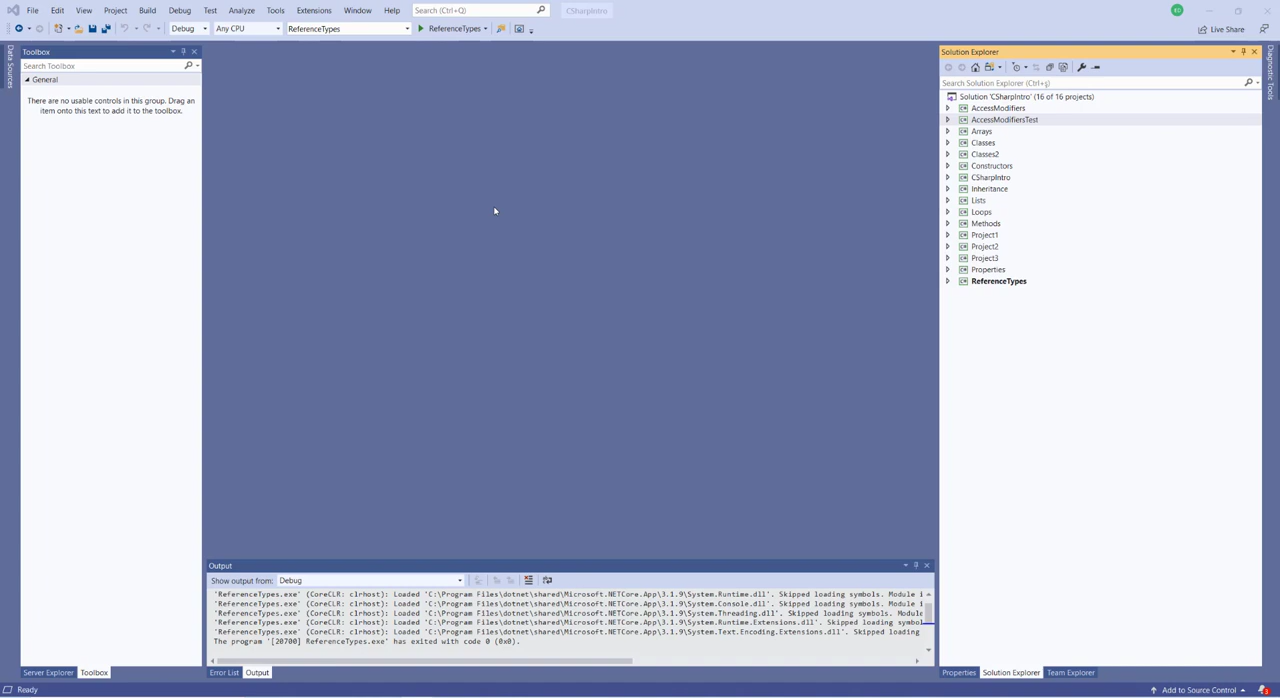 File Edit View Project Build Debug Test Analyze Tools Extensions Window Help Search (Ctrl+Q) CSharpIntro EO
Debug Any CPU ReferenceTypes ReferenceTypes Live Share
Data Sources
Toolbox
Search Toolbox
General
There are no usable controls in this group. Drag an
item onto this text to add it to the toolbox.
Solution Explorer
Search Solution Explorer (Ctrl+ş)
Solution 'CSharpIntro' (16 of 16 projects)
C# AccessModifiers
C# AccessModifiersTest
C# Arrays
C# Classes
C# Classes2
C# Constructors
C# CSharpIntro
C# Inheritance
C# Lists
C# Loops
C# Methods
C# Project1
C# Project2
C# Project3
C# Properties
C# ReferenceTypes
Diagnostic Tools
Output
Show output from: Debug
'ReferenceTypes.exe' (CoreCLR: clrhost): Loaded 'C:\Program Files\dotnet\shared\Microsoft.NETCore.App\3.1.9\System.Runtime.dll'. Skipped loading symbols. Module i
'ReferenceTypes.exe' (CoreCLR: clrhost): Loaded 'C:\Program Files\dotnet\shared\Microsoft.NETCore.App\3.1.9\System.Console.dll'. Skipped loading symbols. Module i
'ReferenceTypes.exe' (CoreCLR: clrhost): Loaded 'C:\Program Files\dotnet\shared\Microsoft.NETCore.App\3.1.9\System.Threading.dll'. Skipped loading symbols. Modul
'ReferenceTypes.exe' (CoreCLR: clrhost): Loaded 'C:\Program Files\dotnet\shared\Microsoft.NETCore.App\3.1.9\System.Runtime.Extensions.dll'. Skipped loading symbol
'ReferenceTypes.exe' (CoreCLR: clrhost): Loaded 'C:\Program Files\dotnet\shared\Microsoft.NETCore.App\3.1.9\System.Text.Encoding.Extensions.dll'. Skipped loading
The program '[20700] ReferenceTypes.exe' has exited with code 0 (0x0).
Server Explorer Toolbox Error List Output Properties Solution Explorer Team Explorer
Ready Add to Source Control